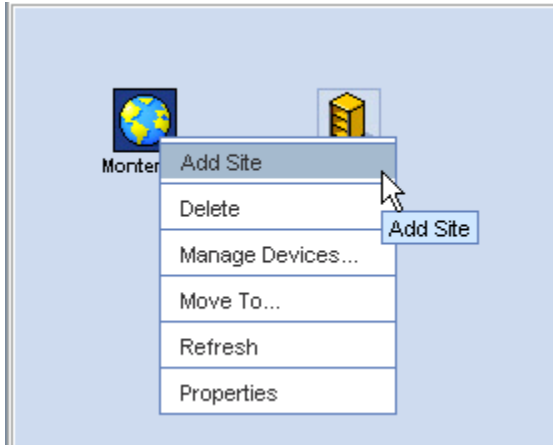 Monter
Add Site
Delete
Add Site
Manage Devices...
Move To...
Refresh
Properties